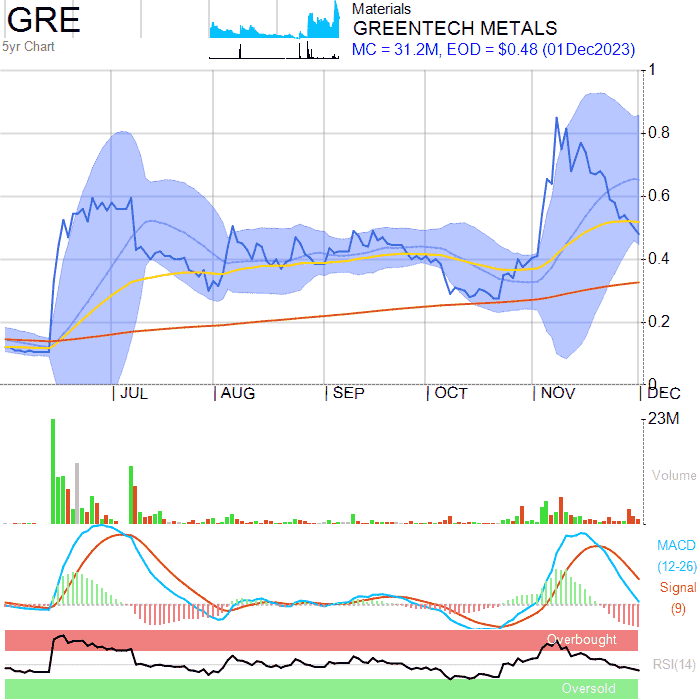 GRE
5yr Chart
Materials
GREENTECH METALS
MC = 31.2M, EOD = $0.48 (01Dec2023)
1
0.8
0.6
0.4
0.2
0
JUL AUG SEP OCT NOV DEC
23M
Volume
MACD
(12-26)
Signal
(9)
Overbought
RSI(14)
Oversold